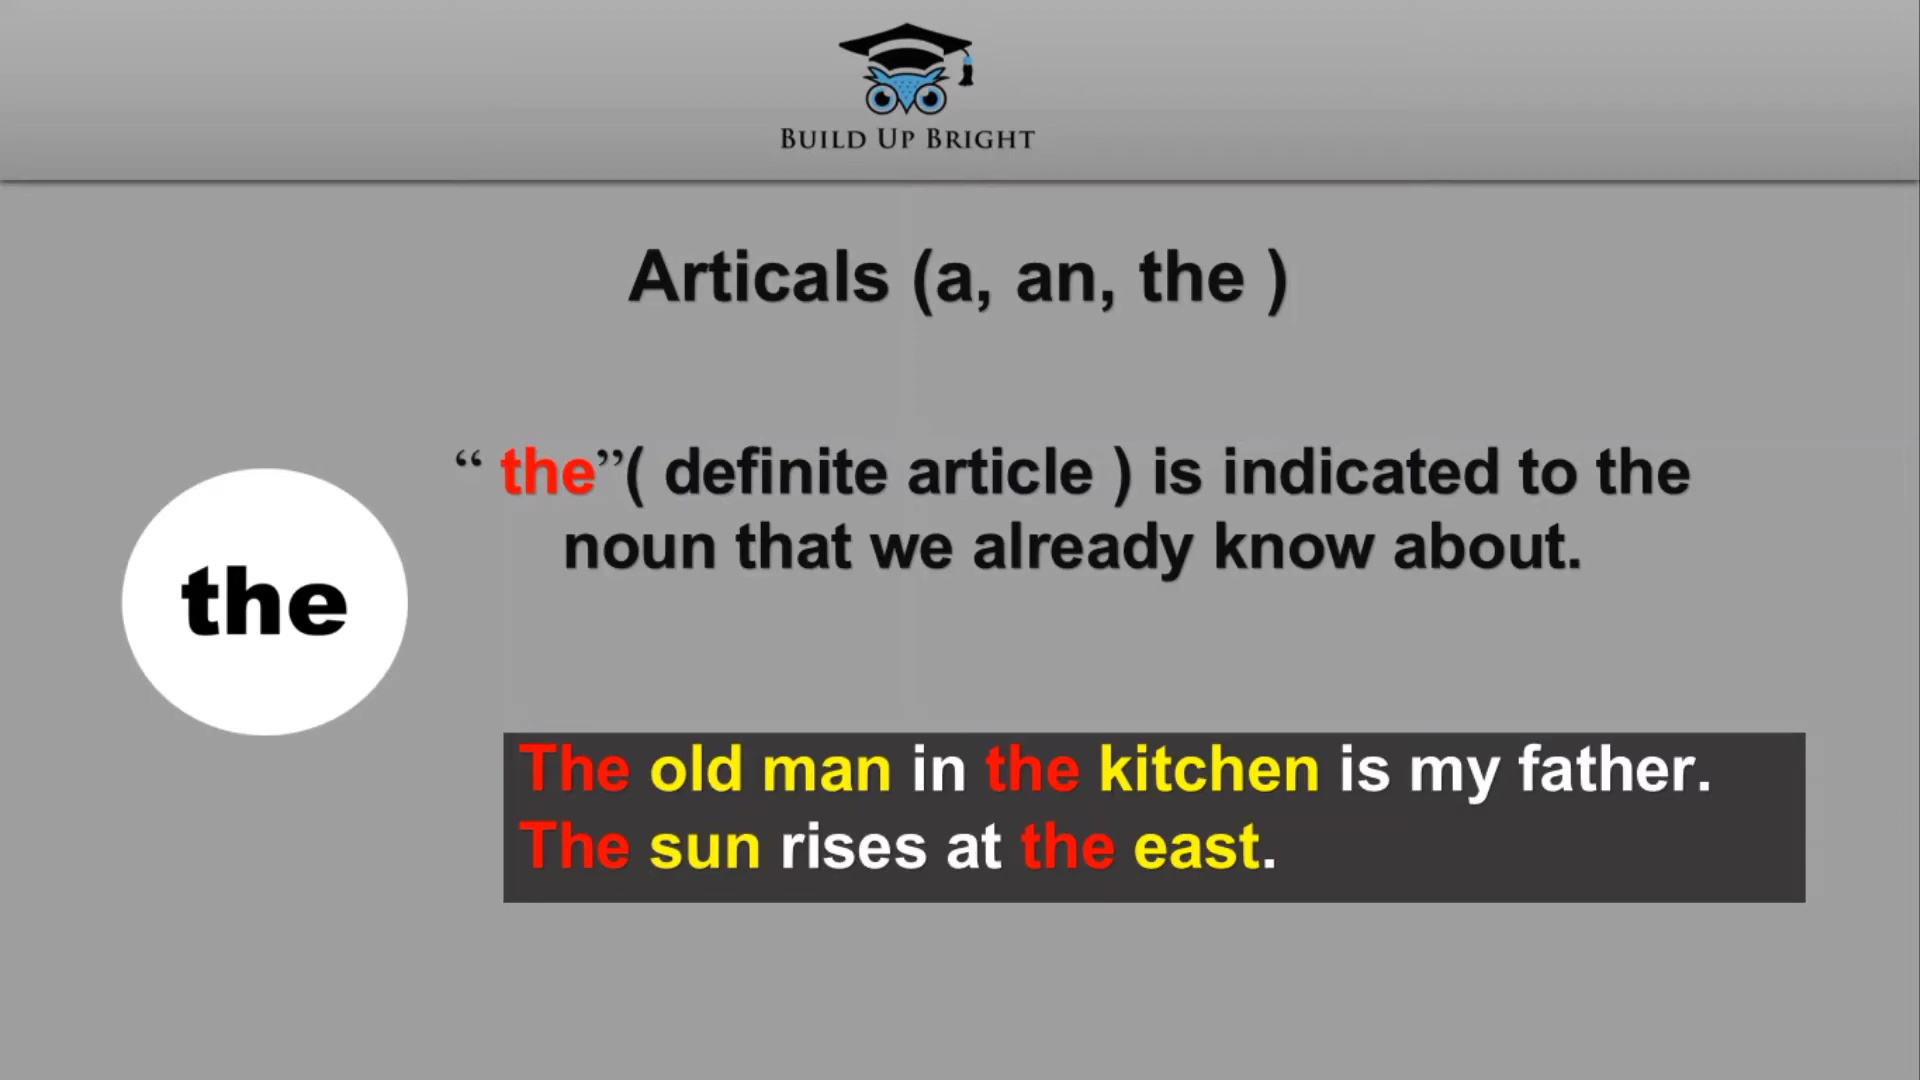 BUILD UP BRIGHT
Articals (a, an, the )
“ the”( definite article ) is indicated to the
noun that we already know about.
the
The old man in the kitchen is my father.
The sun rises at the east.